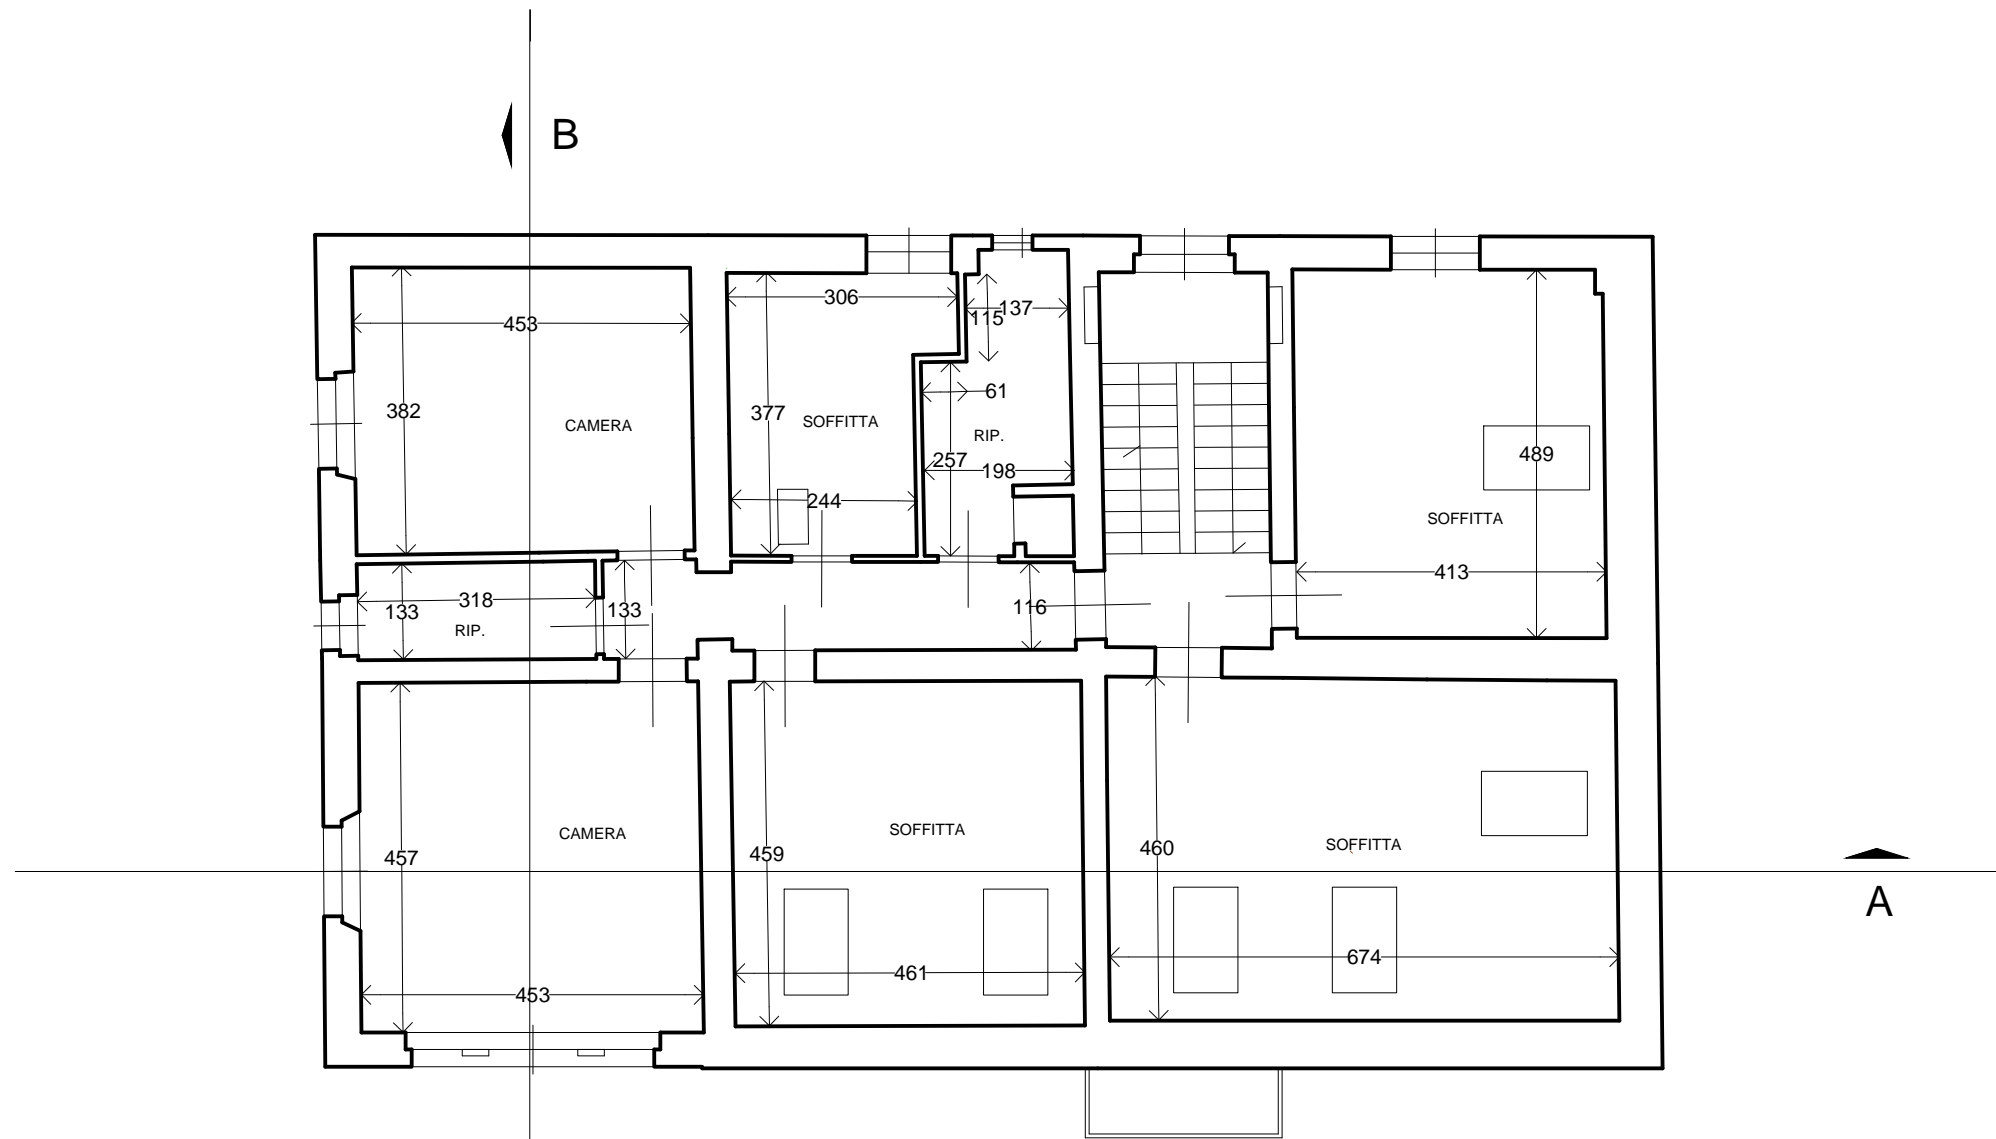 B
306
137
115
453
61
382
377
CAMERA
SOFFITTA
RIP.
257
198
489
244
SOFFITTA
413
318
133
133
116
RIP.
CAMERA
SOFFITTA
SOFFITTA
457
459
460
A
674
461
453